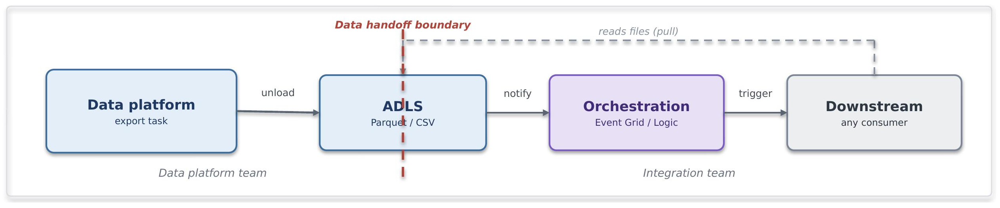 Data handoff boundary
reads files (pull)
Data platform
export task
unload
ADLS
Parquet / CSV
notify
Orchestration
Event Grid / Logic
trigger
Downstream
any consumer
Data platform team
Integration team